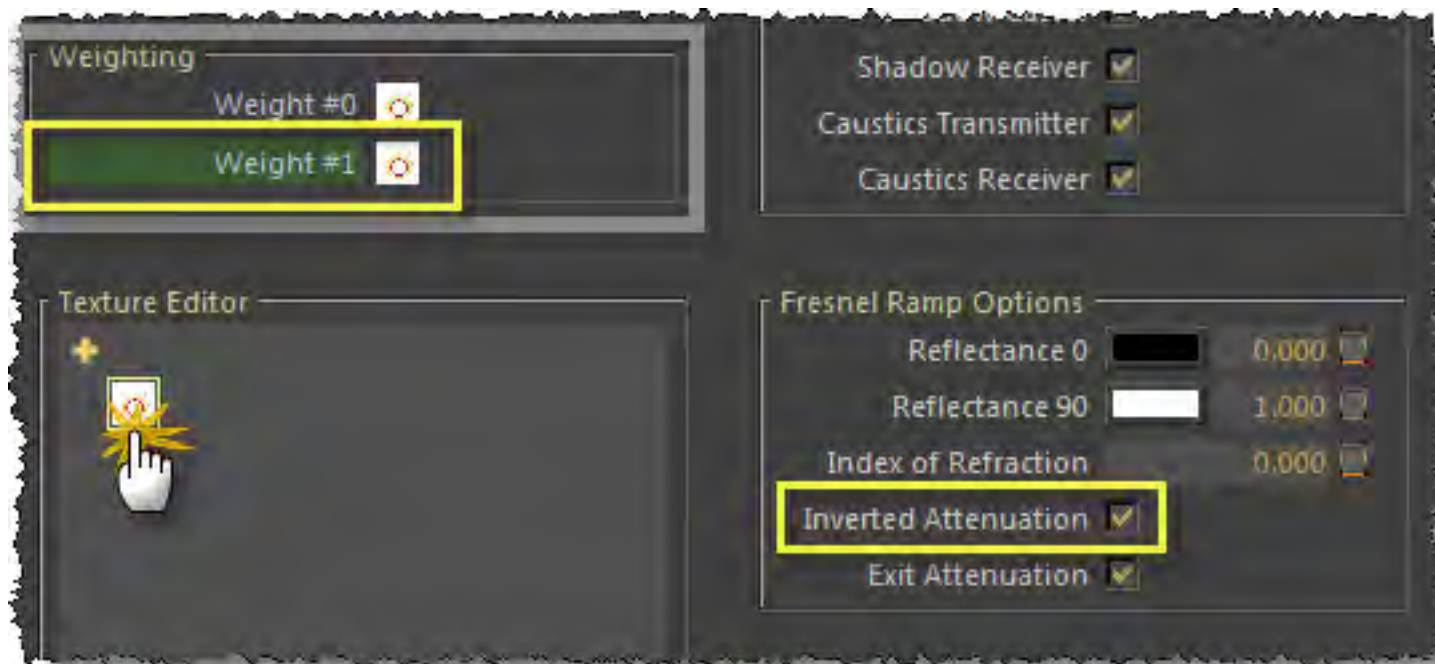 Weighting
Weight #0
Weight #1
Shadow Receiver
Caustics Transmitter
Caustics Receiver
Texture Editor
Fresnel Ramp Options
Reflectance 0 0.000
Reflectance 90 1.000
Index of Refraction 0.000
Inverted Attenuation
Exit Attenuation